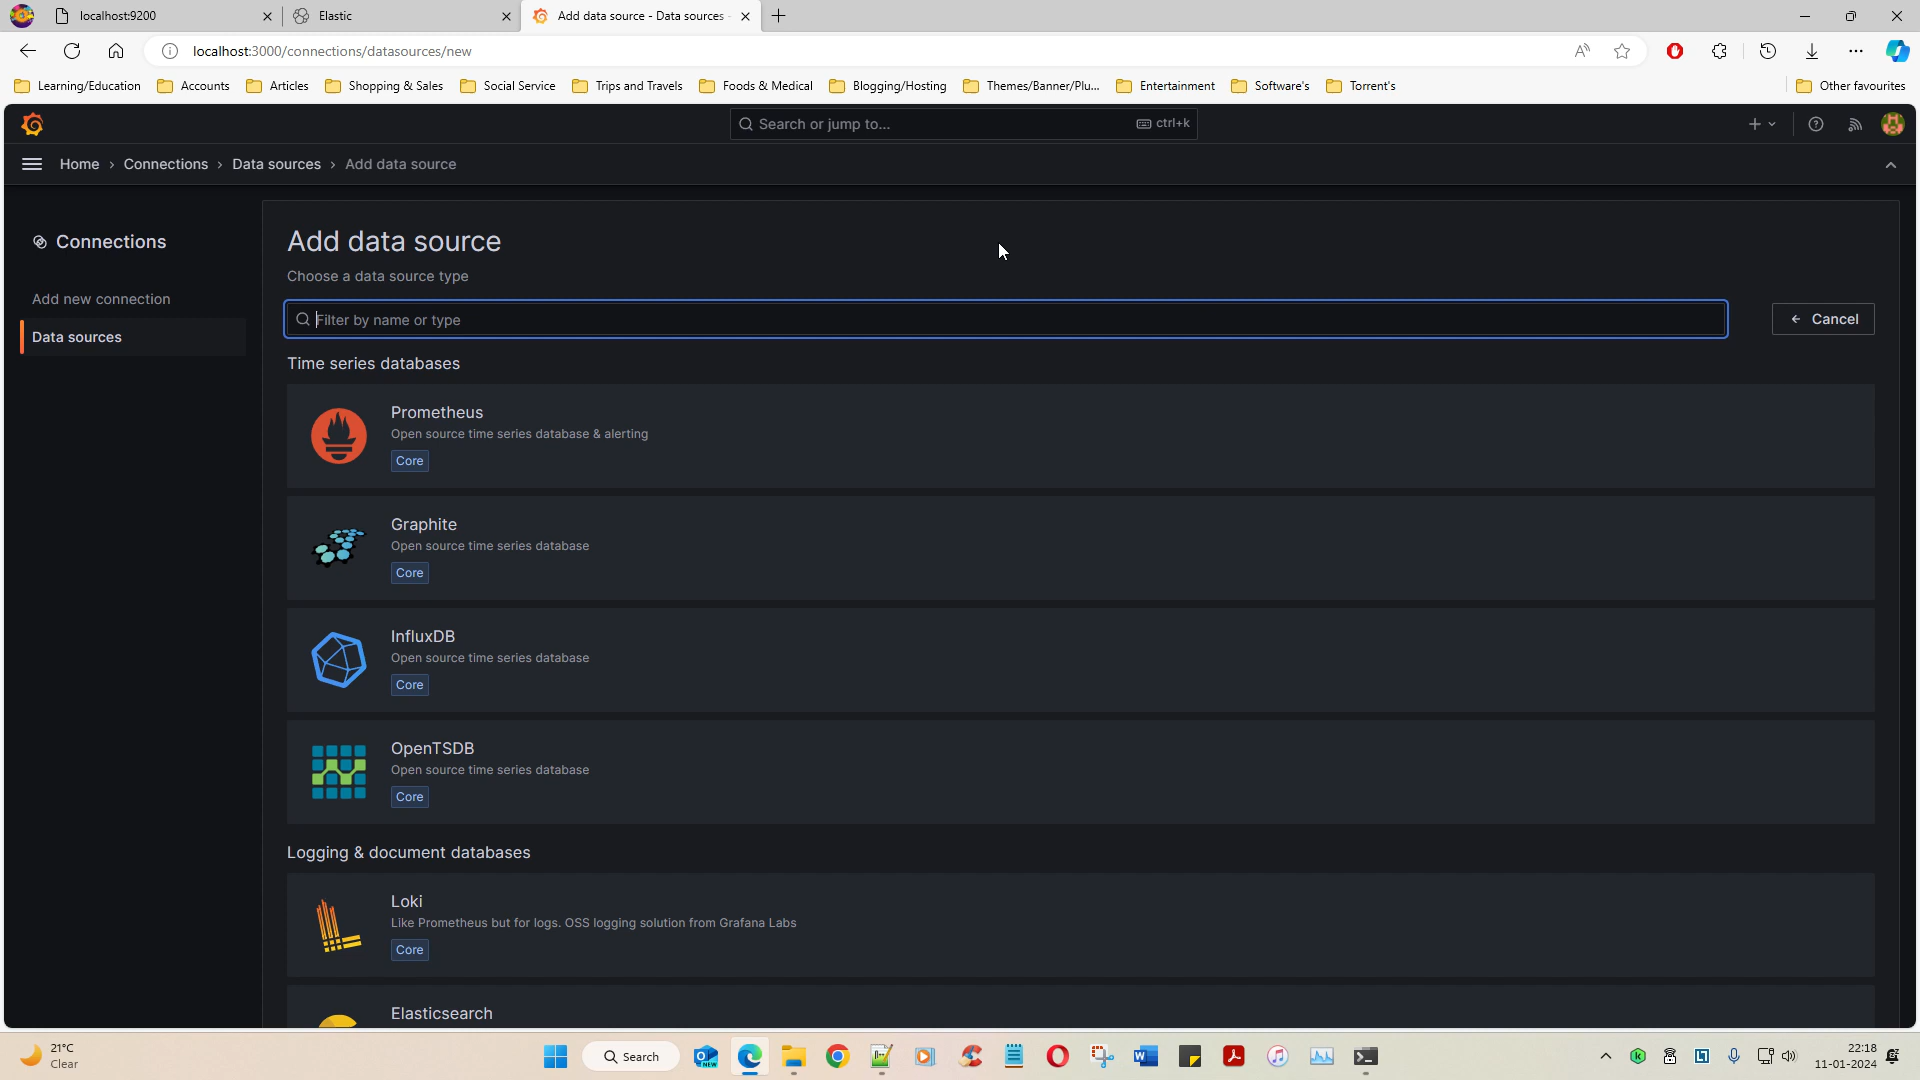 localhost:9200
Elastic
Add data source - Data sources -
localhost:3000/connections/datasources/new
Learning/Education
Accounts
Articles
Shopping & Sales
Social Service
Trips and Travels
Foods & Medical
Blogging/Hosting
Themes/Banner/Plu...
Entertainment
Software's
Torrent's
Other favourites
Search or jump to...
ctrl+k
Home › Connections › Data sources › Add data source
Connections
Add new connection
Data sources
Add data source
Choose a data source type
Filter by name or type
Cancel
Time series databases
Prometheus
Open source time series database & alerting
Core
Graphite
Open source time series database
Core
InfluxDB
Open source time series database
Core
OpenTSDB
Open source time series database
Core
Logging & document databases
Loki
Like Prometheus but for logs. OSS logging solution from Grafana Labs
Core
Elasticsearch
21°C
Clear
Search
22:18
11-01-2024